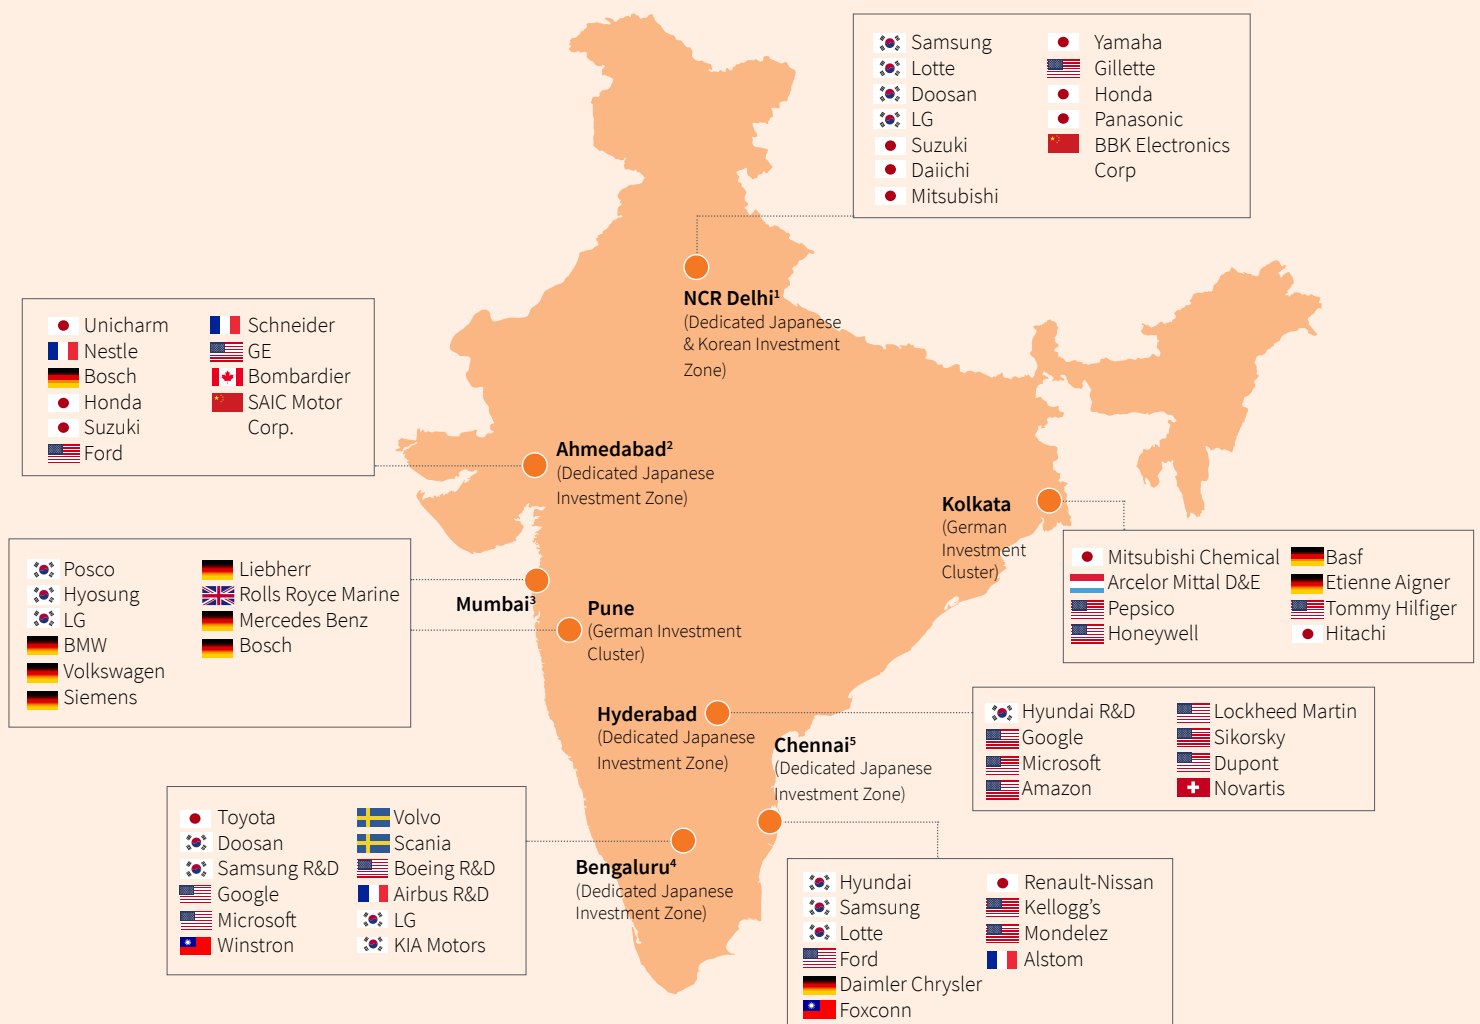 Samsung
Lotte
Doosan
LG
Suzuki
Daiichi
Mitsubishi
Yamaha
Gillette
Honda
Panasonic
BBK Electronics
Corp
NCR Delhi¹
(Dedicated Japanese
& Korean Investment
Zone)
Unicharm
Nestle
Bosch
Honda
Suzuki
Ford
Schneider
GE
Bombardier
SAIC Motor
Corp.
Ahmedabad²
(Dedicated Japanese
Investment Zone)
Kolkata
(German
Investment
Cluster)
Mitsubishi Chemical
Arcelor Mittal D&E
Pepsico
Honeywell
Basf
Etienne Aigner
Tommy Hilfiger
Hitachi
Posco
Hyosung
LG
BMW
Volkswagen
Siemens
Liebherr
Rolls Royce Marine
Mercedes Benz
Bosch
Mumbai³
Pune
(German Investment
Cluster)
Hyderabad
(Dedicated Japanese
Investment Zone)
Hyundai R&D
Google
Microsoft
Amazon
Lockheed Martin
Sikorsky
Dupont
Novartis
Chennai⁵
(Dedicated Japanese
Investment Zone)
Toyota
Doosan
Samsung R&D
Google
Microsoft
Winstron
Volvo
Scania
Boeing R&D
Airbus R&D
LG
KIA Motors
Bengaluru⁴
(Dedicated Japanese
Investment Zone)
Hyundai
Samsung
Lotte
Ford
Daimler Chrysler
Foxconn
Renault-Nissan
Kellogg’s
Mondelez
Alstom